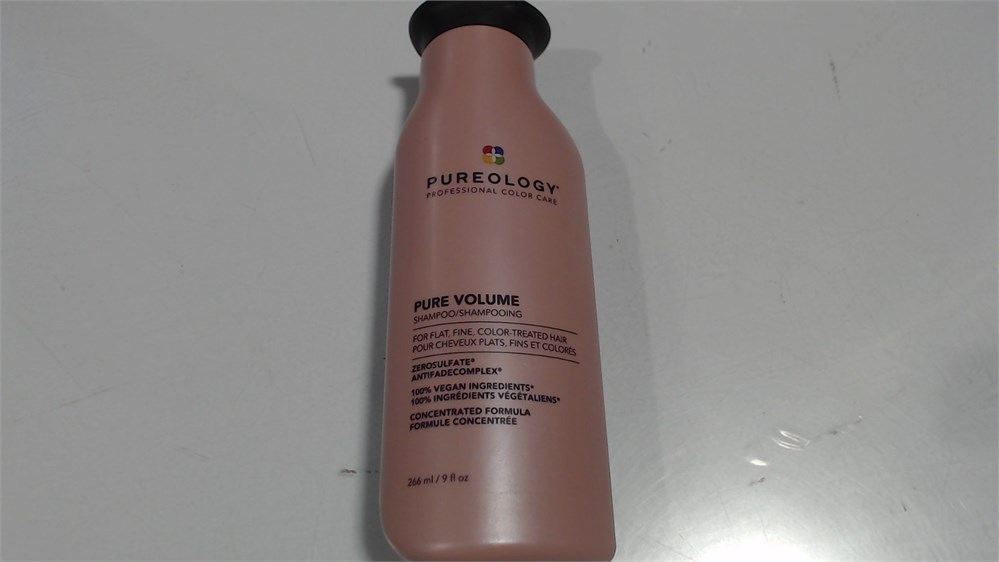 PUREOLOGY
PROFESSIONAL COLOR CARE
PURE VOLUME
SHAMPOO/SHAMPOOING
FOR FLAT, FINE, COLOR-TREATED HAIR
POUR CHEVEUX PLATS, FINS ET COLORÉS
ZEROSULFATE®
ANTIFADECOMPLEX®
100% VEGAN INGREDIENTS*
100% INGRÉDIENTS VÉGÉTALIENS*
CONCENTRATED FORMULA
FORMULE CONCENTRÉE
266 ml / 9 fl oz